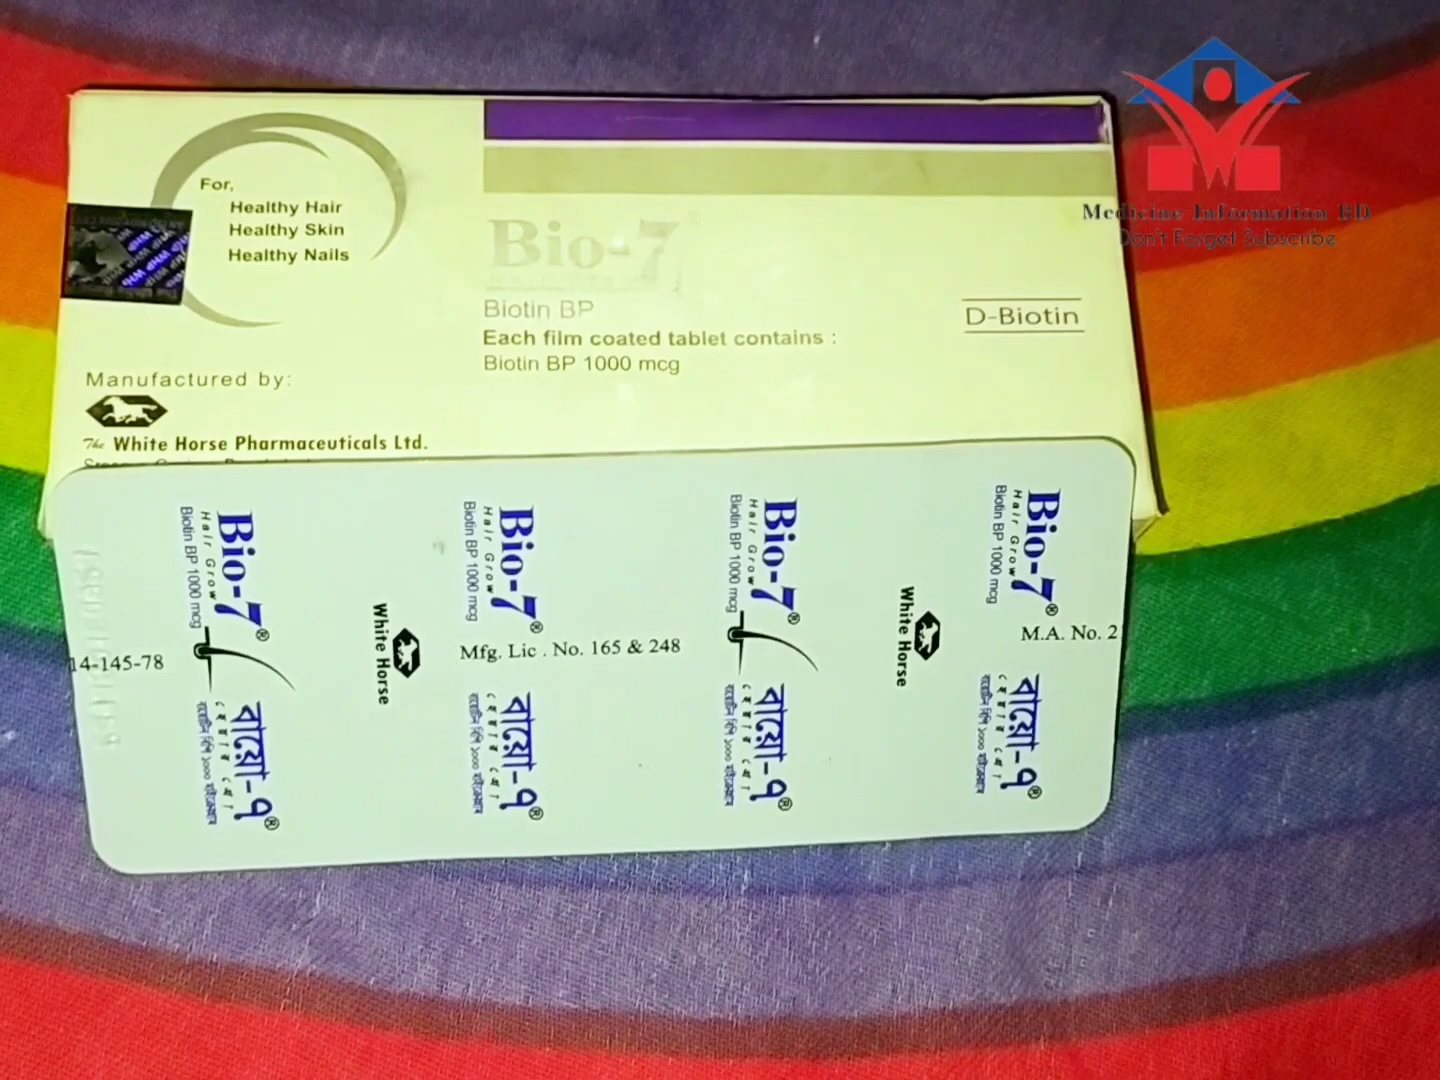 For,
Healthy Hair
Healthy Skin
Healthy Nails
Bio-7®
Hair Grow
Biotin BP
Each film coated tablet contains :
Biotin BP 1000 mcg
D-Biotin
Manufactured by:
The White Horse Pharmaceuticals Ltd.
Medicine Information BD
Don't Forget Subscribe
Bio-7®
Hair Grow
Biotin BP 1000 mcg
বায়ো-৭®
হেয়ার গ্রো
বায়োটিন বিপি ১০০০ মাইক্রোগ্রাম
14-145-78
White Horse
Bio-7®
Hair Grow
Biotin BP 1000 mcg
Mfg. Lic . No. 165 & 248
বায়ো-৭®
হেয়ার গ্রো
বায়োটিন বিপি ১০০০ মাইক্রোগ্রাম
Bio-7®
Hair Grow
Biotin BP 1000 mcg
বায়ো-৭®
হেয়ার গ্রো
বায়োটিন বিপি ১০০০ মাইক্রোগ্রাম
White Horse
Bio-7®
Hair Grow
Biotin BP 1000 mcg
M.A. No. 2
বায়ো-৭®
হেয়ার গ্রো
বায়োটিন বিপি ১০০০ মাইক্রোগ্রাম